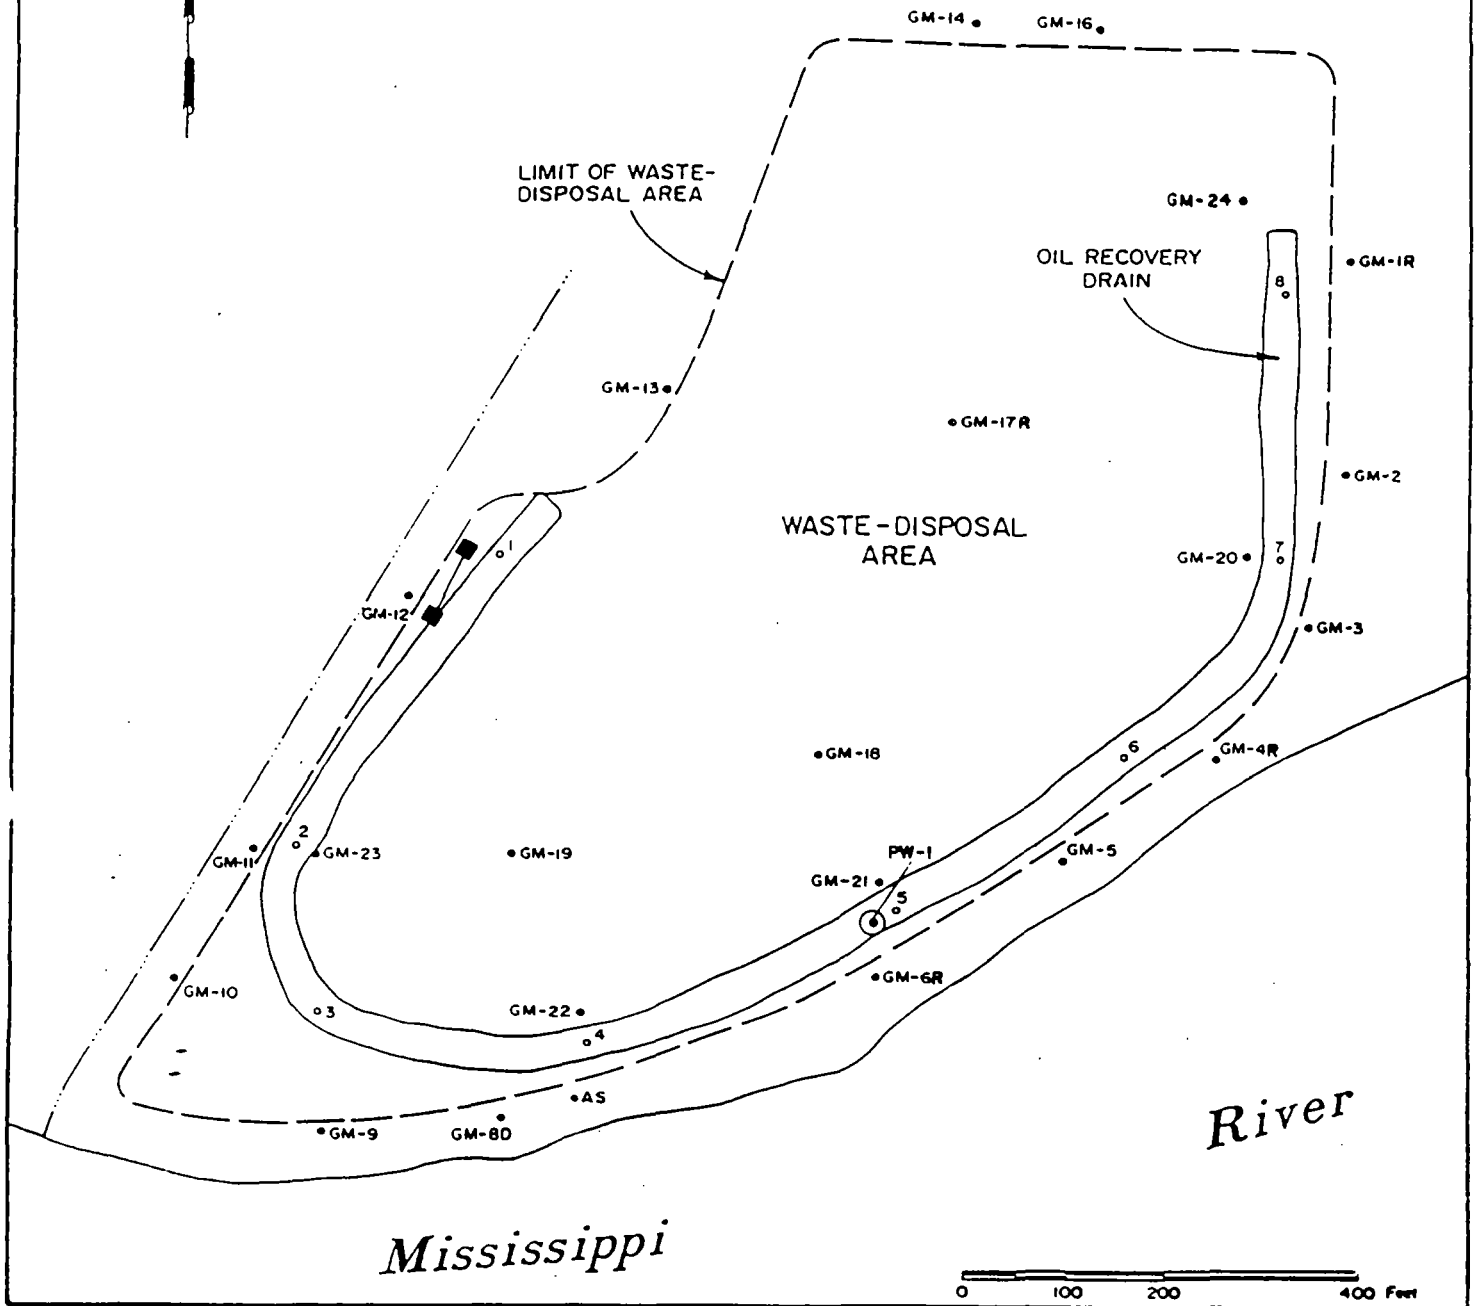 GM-14
GM-16
LIMIT OF WASTE-
DISPOSAL AREA
GM-24
OIL RECOVERY
DRAIN
GM-1R
8
GM-13
GM-17R
GM-2
WASTE-DISPOSAL
AREA
1
7
GM-20
GM-12
GM-3
6
GM-4R
GM-18
2
GM-11
GM-23
GM-19
PW-1
GM-5
GM-21
5
GM-6R
GM-10
3
GM-22
4
AS
GM-9
GM-8D
River
Mississippi
0 100 200 400 Feet